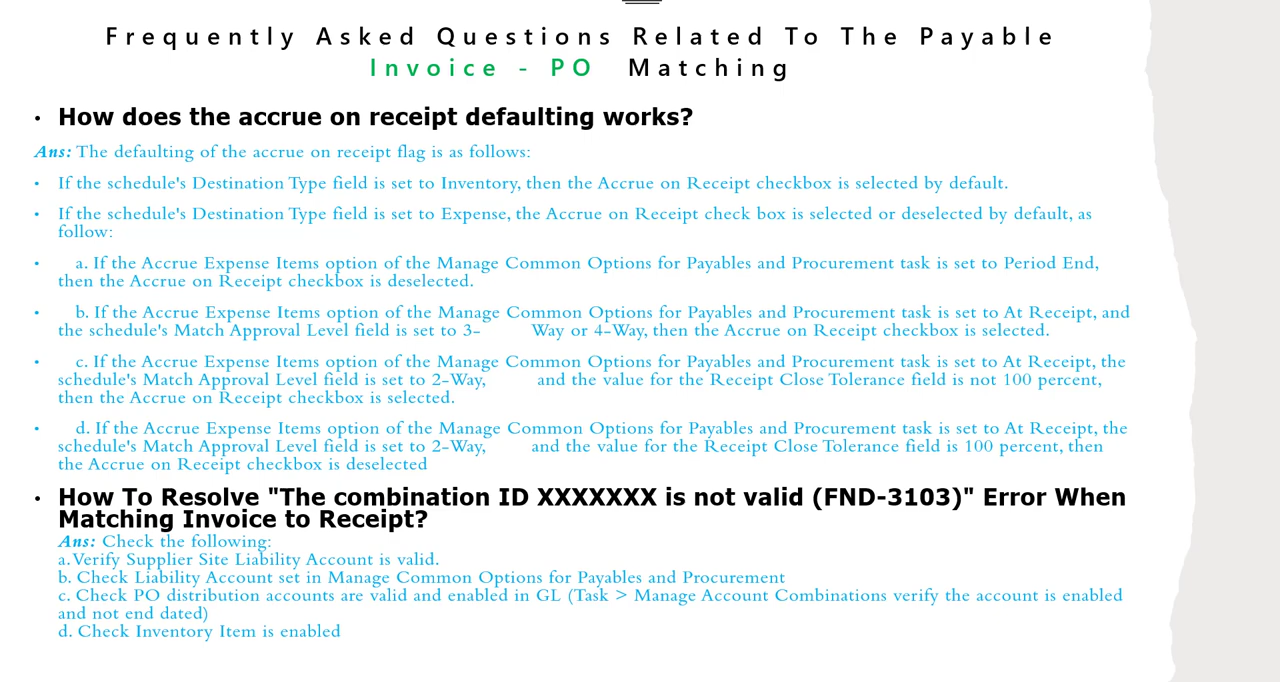 Frequently Asked Questions Related To The Payable
Invoice - PO Matching
• How does the accrue on receipt defaulting works?
Ans: The defaulting of the accrue on receipt flag is as follows:
• If the schedule's Destination Type field is set to Inventory, then the Accrue on Receipt checkbox is selected by default.
• If the schedule's Destination Type field is set to Expense, the Accrue on Receipt check box is selected or deselected by default, as
follow:
• a. If the Accrue Expense Items option of the Manage Common Options for Payables and Procurement task is set to Period End,
then the Accrue on Receipt checkbox is deselected.
• b. If the Accrue Expense Items option of the Manage Common Options for Payables and Procurement task is set to At Receipt, and
the schedule's Match Approval Level field is set to 3- Way or 4-Way, then the Accrue on Receipt checkbox is selected.
• c. If the Accrue Expense Items option of the Manage Common Options for Payables and Procurement task is set to At Receipt, the
schedule's Match Approval Level field is set to 2-Way, and the value for the Receipt Close Tolerance field is not 100 percent,
then the Accrue on Receipt checkbox is selected.
• d. If the Accrue Expense Items option of the Manage Common Options for Payables and Procurement task is set to At Receipt, the
schedule's Match Approval Level field is set to 2-Way, and the value for the Receipt Close Tolerance field is 100 percent, then
the Accrue on Receipt checkbox is deselected
• How To Resolve "The combination ID XXXXXXX is not valid (FND-3103)" Error When
Matching Invoice to Receipt?
Ans: Check the following:
a.Verify Supplier Site Liability Account is valid.
b. Check Liability Account set in Manage Common Options for Payables and Procurement
c. Check PO distribution accounts are valid and enabled in GL (Task > Manage Account Combinations verify the account is enabled
and not end dated)
d. Check Inventory Item is enabled